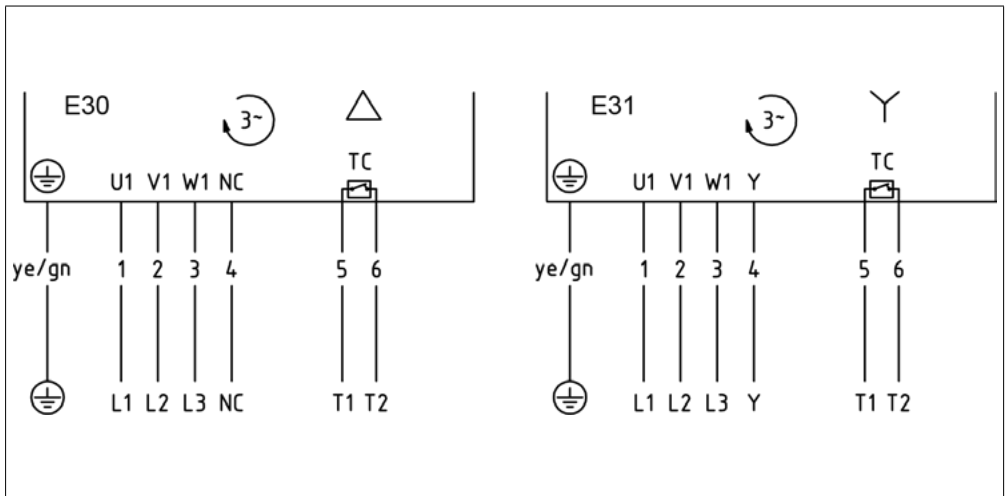 E30 3~ E31 3~
TC TC
U1 V1 W1 NC U1 V1 W1 Y
ye/gn 1 2 3 4 5 6 ye/gn 1 2 3 4 5 6
L1 L2 L3 NC T1 T2 L1 L2 L3 Y T1 T2